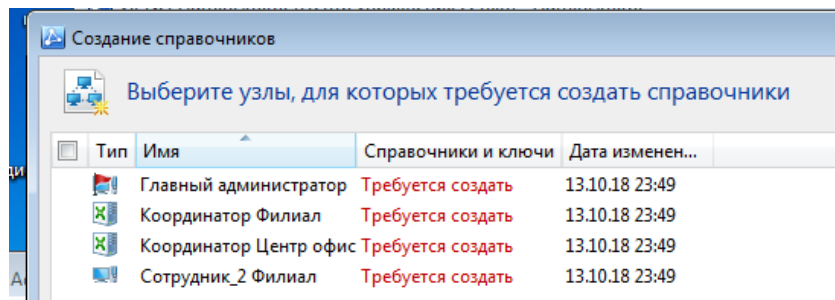 Создание справочников
Выберите узлы, для которых требуется создать справочники
Тип Имя Справочники и ключи Дата изменен...
Главный администратор Требуется создать 13.10.18 23:49
Координатор Филиал Требуется создать 13.10.18 23:49
Координатор Центр офис Требуется создать 13.10.18 23:49
Сотрудник_2 Филиал Требуется создать 13.10.18 23:49